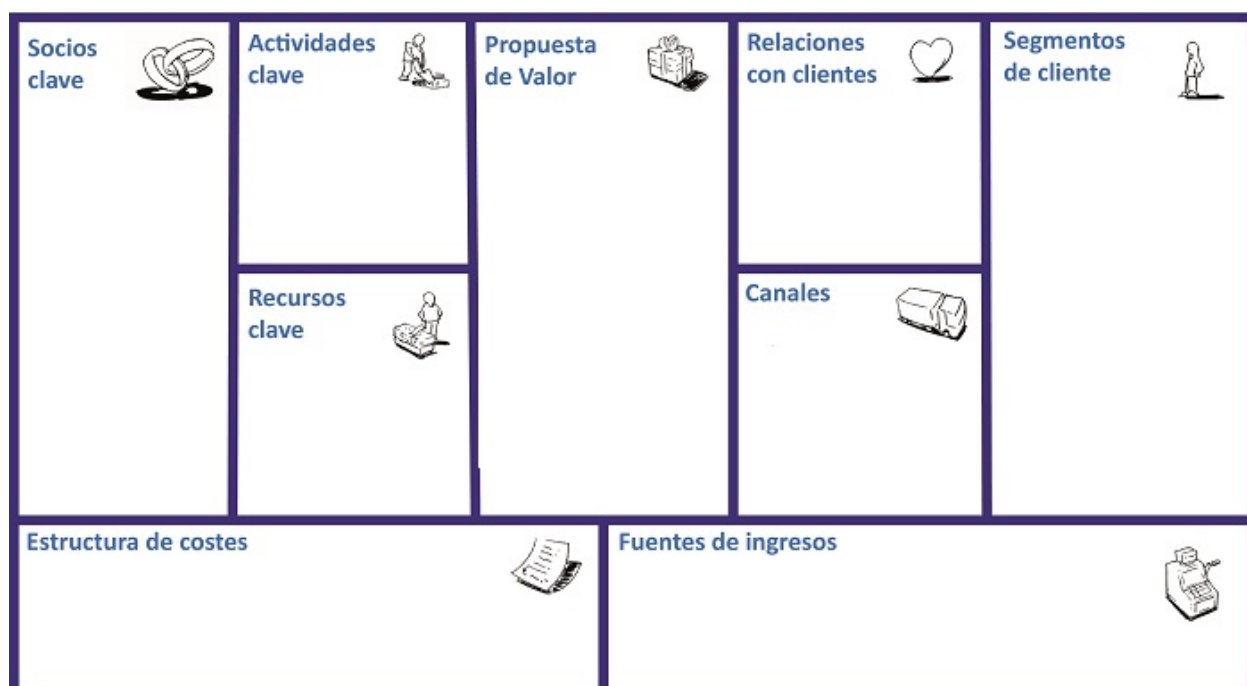 Socios
clave
Actividades
clave
Propuesta
de Valor
Relaciones
con clientes
Segmentos
de cliente
Recursos
clave
Canales
Estructura de costes
Fuentes de ingresos